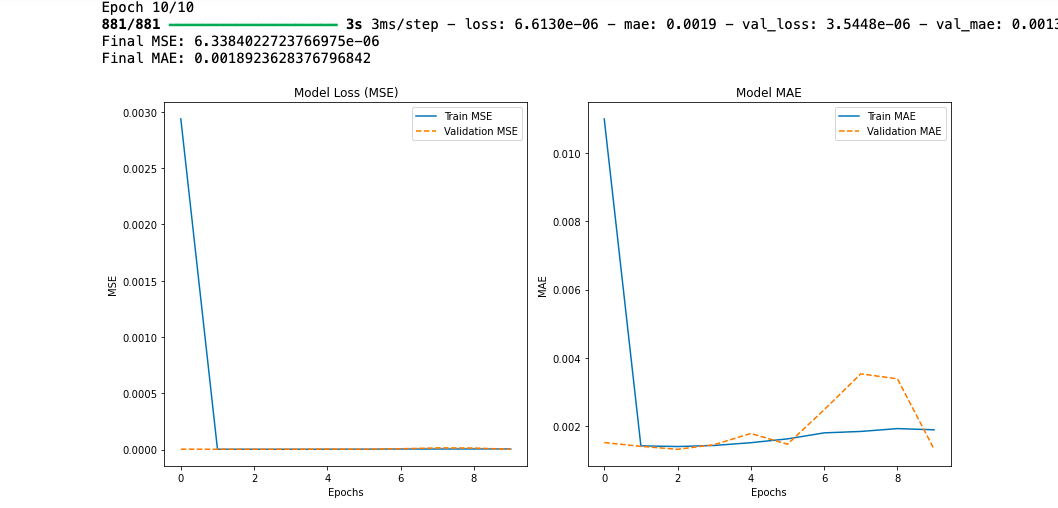 Epoch 10/10
881/881 3s 3ms/step - loss: 6.6130e-06 - mae: 0.0019 - val_loss: 3.5448e-06 - val_mae: 0.0013
Final MSE: 6.3384022723766975e-06
Final MAE: 0.0018923628376796842
Model Loss (MSE)
Train MSE
Validation MSE
0.0030
0.0025
0.0020
0.0015
0.0010
0.0005
0.0000
MSE
0 2 4 6 8
Epochs
Model MAE
Train MAE
Validation MAE
0.010
0.008
0.006
0.004
0.002
MAE
0 2 4 6 8
Epochs